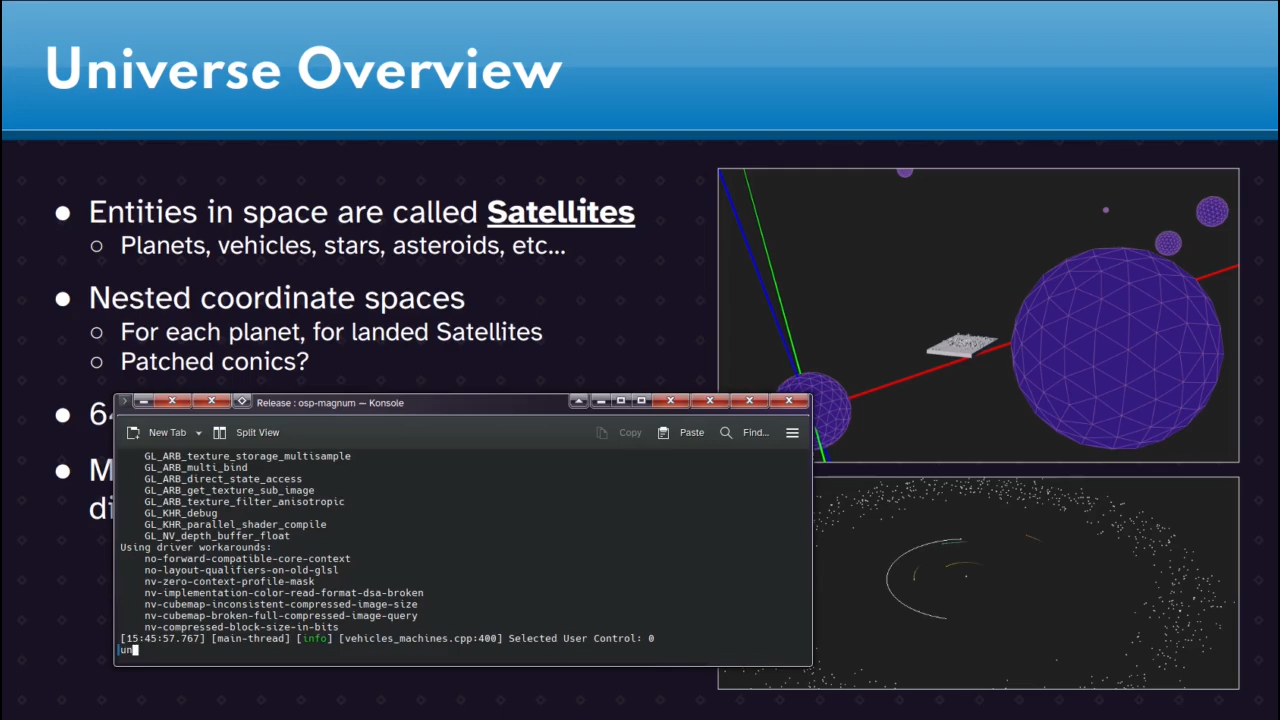 Universe Overview
● Entities in space are called Satellites
○ Planets, vehicles, stars, asteroids, etc...
● Nested coordinate spaces
○ For each planet, for landed Satellites
○ Patched conics?
● 6
● M
di
Release : osp-magnum — Konsole
New Tab Split View Copy Paste Find...
GL_ARB_texture_storage_multisample
GL_ARB_multi_bind
GL_ARB_direct_state_access
GL_ARB_get_texture_sub_image
GL_ARB_texture_filter_anisotropic
GL_KHR_debug
GL_KHR_parallel_shader_compile
GL_NV_depth_buffer_float
Using driver workarounds:
no-forward-compatible-core-context
no-layout-qualifiers-on-old-glsl
nv-zero-context-profile-mask
nv-implementation-color-read-format-dsa-broken
nv-cubemap-inconsistent-compressed-image-size
nv-cubemap-broken-full-compressed-image-query
nv-compressed-block-size-in-bits
[15:45:57.767] [main-thread] [info] [vehicles_machines.cpp:400] Selected User Control: 0
un